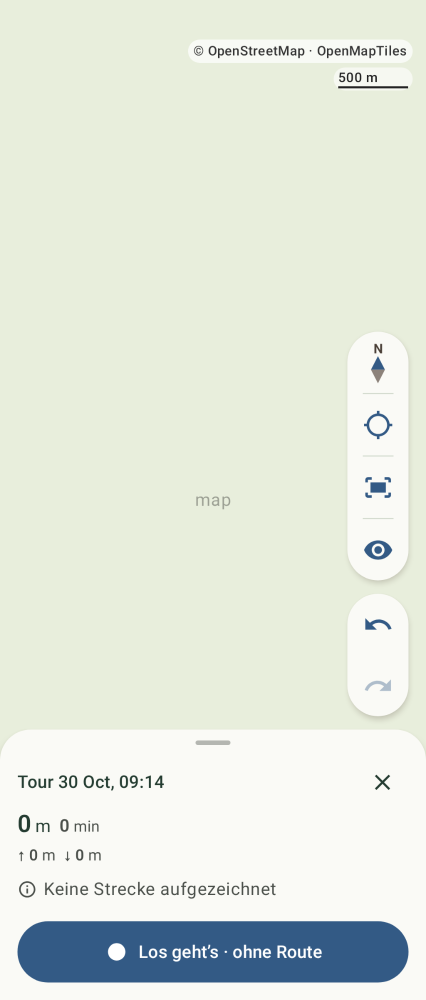 © OpenStreetMap · OpenMapTiles
500 m
N
map
Tour 30 Oct, 09:14
0 m 0 min
↑ 0 m ↓ 0 m
Keine Strecke aufgezeichnet
Los geht’s · ohne Route